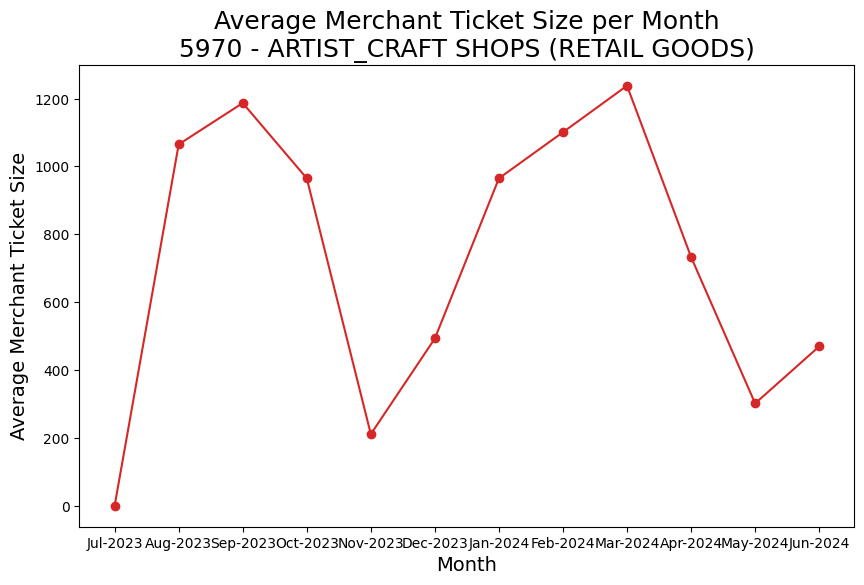 Average Merchant Ticket Size per Month
5970 - ARTIST_CRAFT SHOPS (RETAIL GOODS)
Average Merchant Ticket Size
1200
1000
800
600
400
200
0
Jul-2023 Aug-2023 Sep-2023 Oct-2023 Nov-2023 Dec-2023 Jan-2024 Feb-2024 Mar-2024 Apr-2024 May-2024 Jun-2024
Month